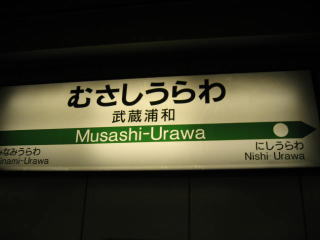 むさしうらわ
武蔵浦和
Musashi-Urawa
みなみうらわ
にしうらわ
inami-Urawa
Nishi Urawa